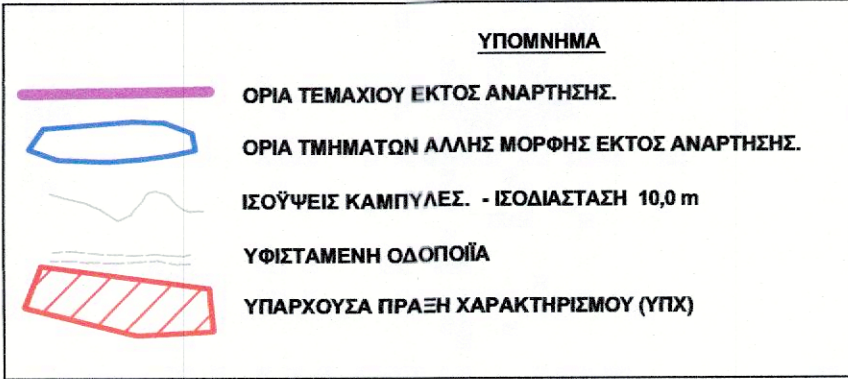 ΥΠΟΜΝΗΜΑ
ΟΡΙΑ ΤΕΜΑΧΙΟΥ ΕΚΤΟΣ ΑΝΑΡΤΗΣΗΣ.
ΟΡΙΑ ΤΜΗΜΑΤΩΝ ΑΛΛΗΣ ΜΟΡΦΗΣ ΕΚΤΟΣ ΑΝΑΡΤΗΣΗΣ.
ΙΣΟΫΨΕΙΣ ΚΑΜΠΥΛΕΣ. - ΙΣΟΔΙΑΣΤΑΣΗ 10,0 m
ΥΦΙΣΤΑΜΕΝΗ ΟΔΟΠΟΙΪΑ
ΥΠΑΡΧΟΥΣΑ ΠΡΑΞΗ ΧΑΡΑΚΤΗΡΙΣΜΟΥ (ΥΠΧ)